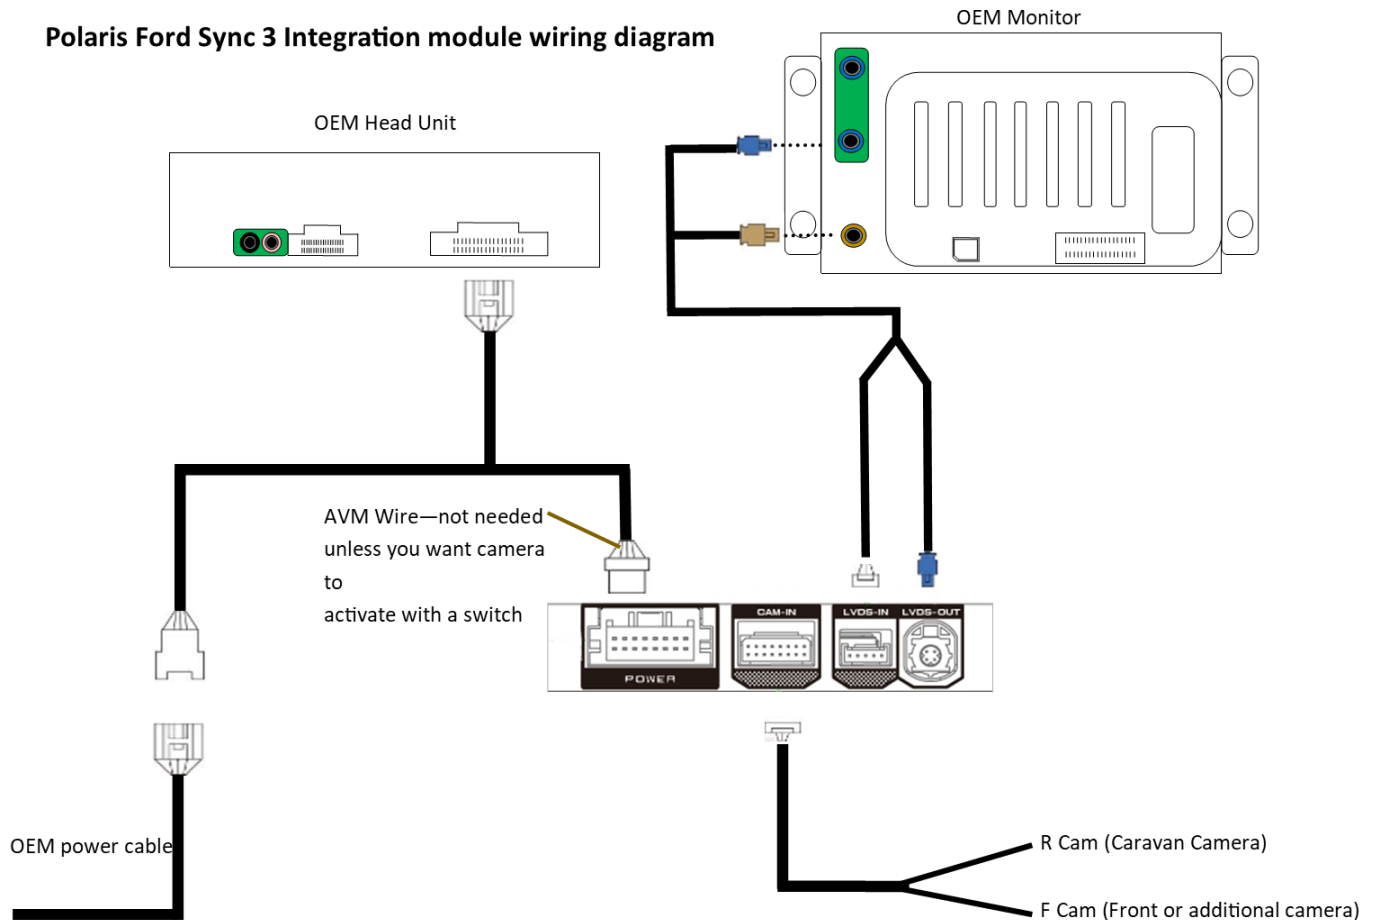 OEM Monitor
Polaris Ford Sync 3 Integration module wiring diagram
OEM Head Unit
AVM Wire—not needed
unless you want camera
to
activate with a switch
CAM-IN
LVDS-IN
LVDS-OUT
POWER
OEM power cable
R Cam (Caravan Camera)
F Cam (Front or additional camera)